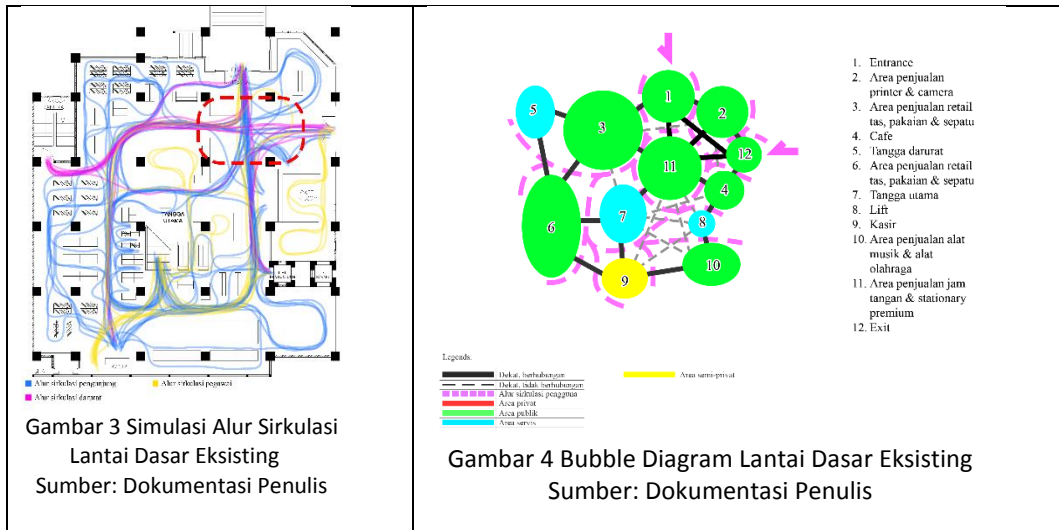 TANGGA
UTAMA
Alur sirkulasi pengunjung
Alur sirkulasi pegawai
Alur sirkulasi darurat
Gambar 3 Simulasi Alur Sirkulasi
Lantai Dasar Eksisting
Sumber: Dokumentasi Penulis
1
2
3
4
5
6
7
8
9
10
11
12
1. Entrance
2. Area penjualan
printer & camera
3. Area penjualan retail
tas, pakaian & sepatu
4. Cafe
5. Tangga darurat
6. Area penjualan retail
tas, pakaian & sepatu
7. Tangga utama
8. Lift
9. Kasir
10. Area penjualan alat
musik & alat
olahraga
11. Area penjualan jam
tangan & stationary
premium
12. Exit
Legends:
Dekat, berhubungan
Dekat, tidak berhubungan
Alur sirkulasi pengguna
Area privat
Area publik
Area servis
Area semi-privat
Gambar 4 Bubble Diagram Lantai Dasar Eksisting
Sumber: Dokumentasi Penulis